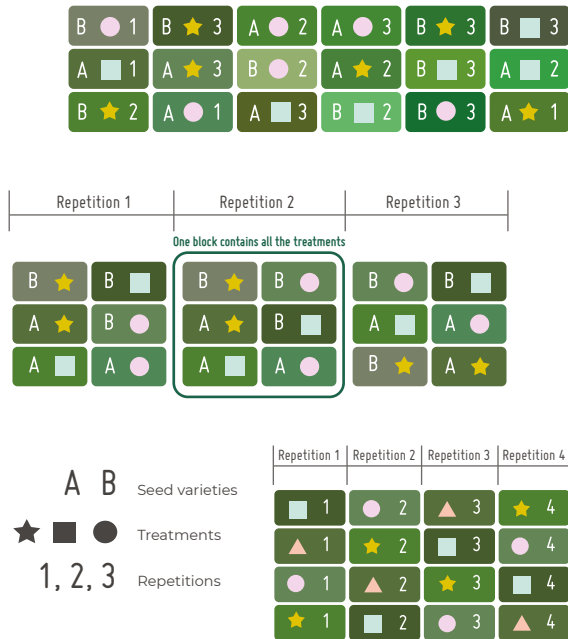 B 1 B 3 A 2 A 3 B 3 B 3
A 1 A 3 B 2 A 2 B 3 A 2
B 2 A 1 A 3 B 2 B 3 A 1
Repetition 1 Repetition 2 Repetition 3
One block contains all the treatments
B B B B B B
A B A B A A
A A A A B A
A B Seed varieties
Treatments
1, 2, 3 Repetitions
Repetition 1 Repetition 2 Repetition 3 Repetition 4
1 2 3 4
1 2 3 4
1 2 3 4
1 2 3 4